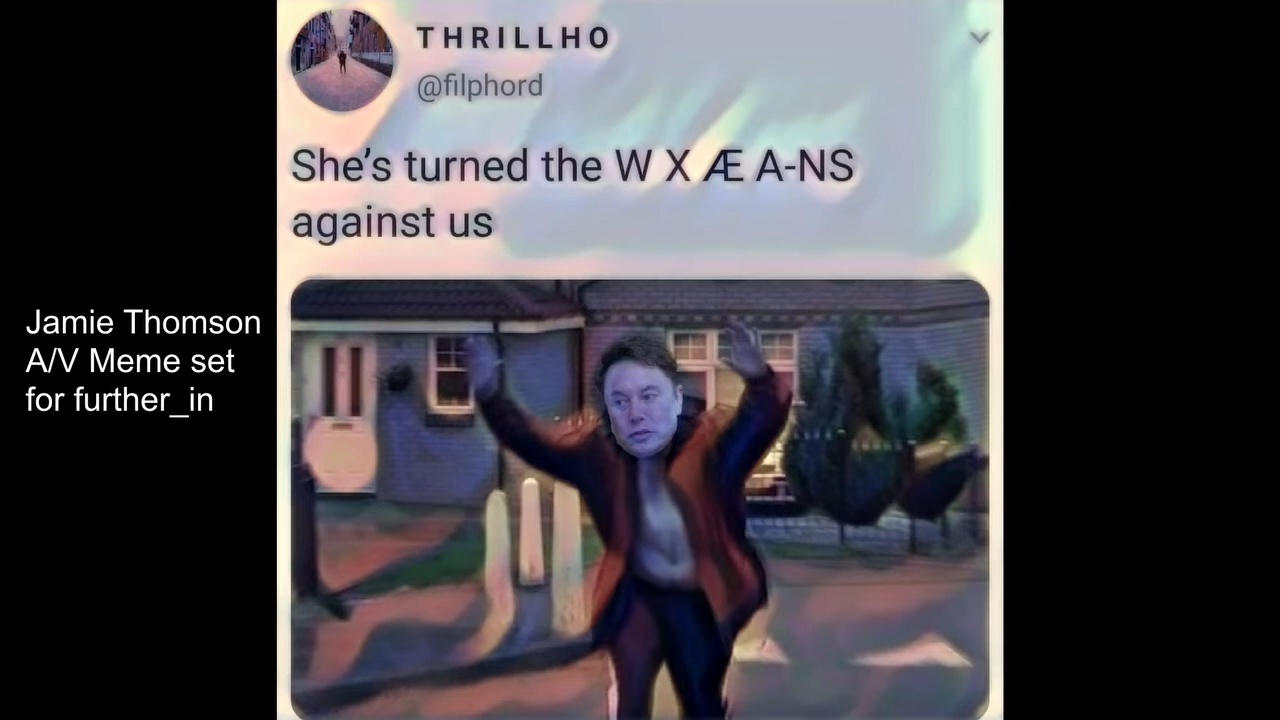 THRILLHO
@filphord
She's turned the W X Æ A-NS
against us
Jamie Thomson
A/V Meme set
for further_in